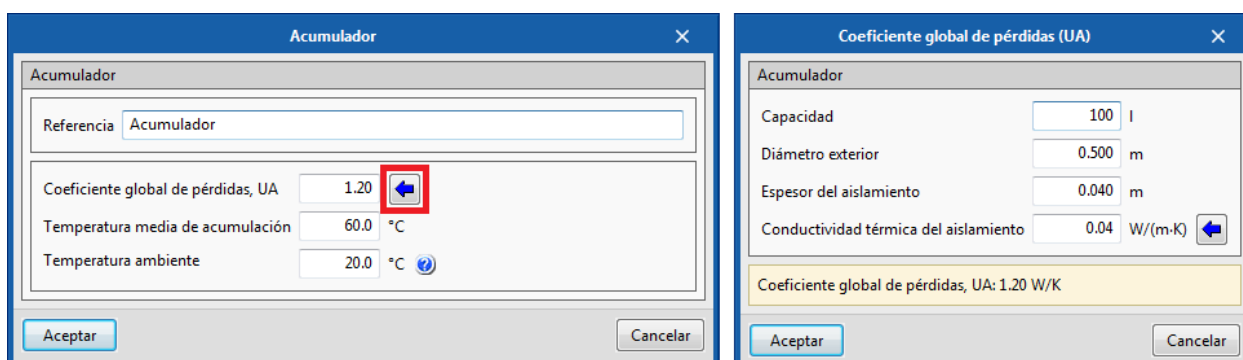 Acumulador
Acumulador
Referencia Acumulador
Coeficiente global de pérdidas, UA 1.20
Temperatura media de acumulación 60.0 °C
Temperatura ambiente 20.0 °C ?
Aceptar Cancelar
Coeficiente global de pérdidas (UA)
Acumulador
Capacidad 100 l
Diámetro exterior 0.500 m
Espesor del aislamiento 0.040 m
Conductividad térmica del aislamiento 0.04 W/(m·K)
Coeficiente global de pérdidas, UA: 1.20 W/K
Aceptar Cancelar